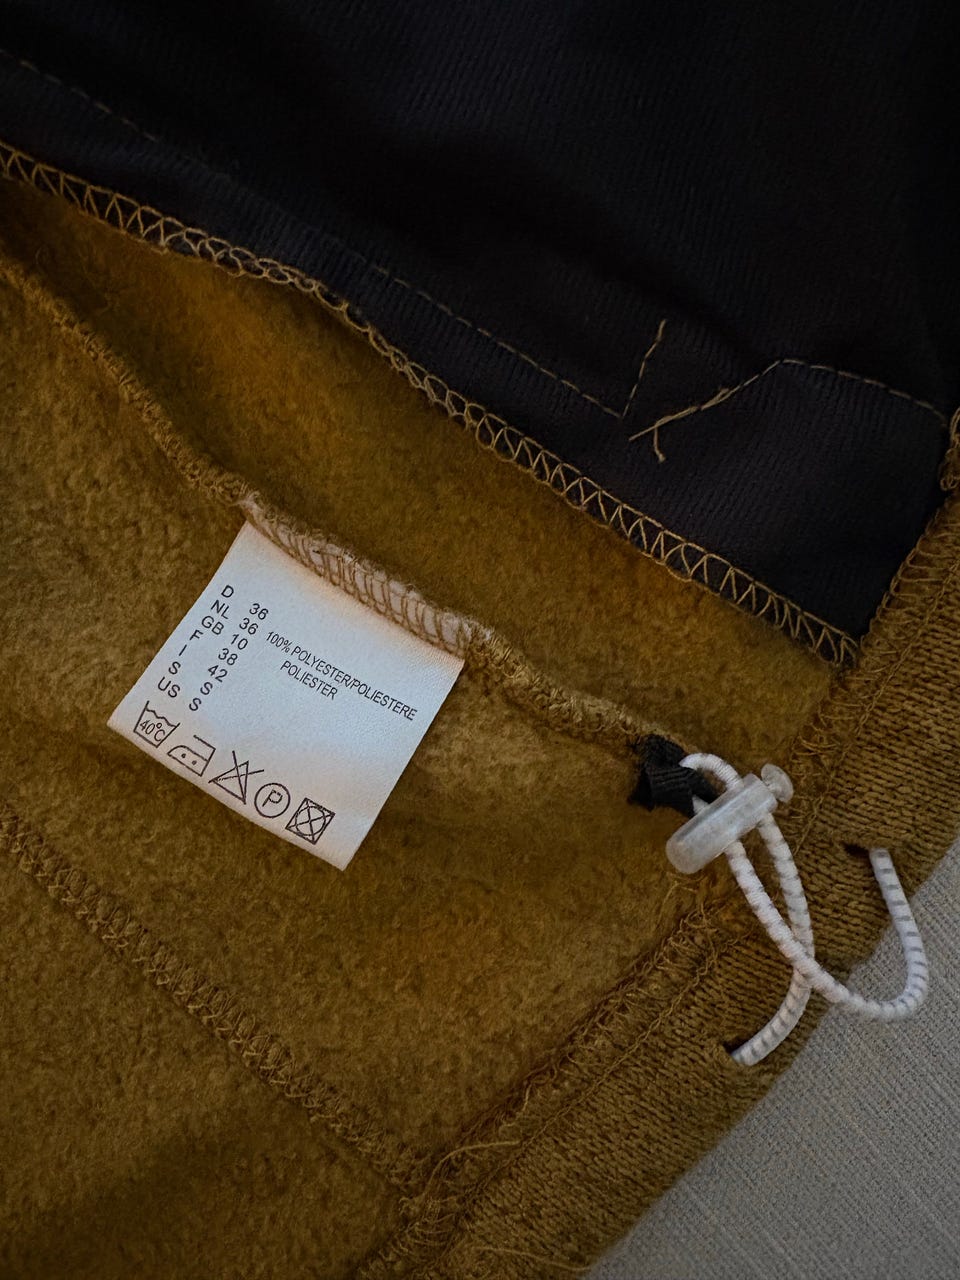 D 36
NL 36
GB 10
F 38
I 42
S S
US S
100% POLYESTER/POLIESTERE
POLIESTER
40°C
P